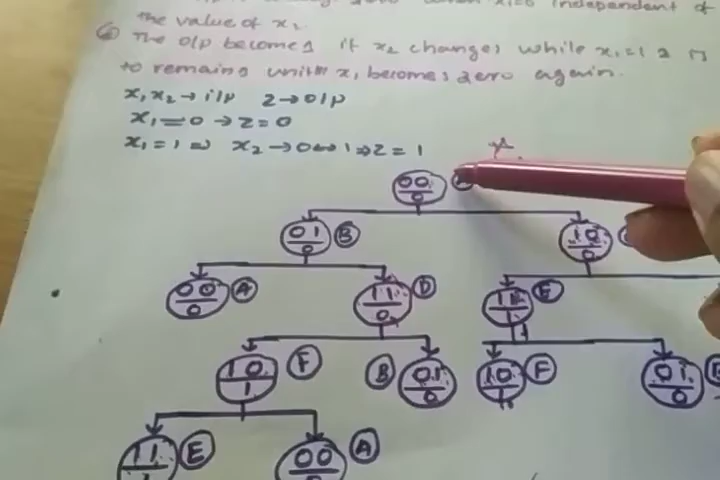 independent of
the value of x2
⑥ The o/p becomes 1 if x2 changes while x1=1 &
to remains until x1 becomes zero again.
x1 x2 → i/p z → o/p
x1=0 → z=0
x1=1 ⇒ x2 → 0↔1 ⇒ z=1
00/0
01/0 B 10/0
00/0 A 11/0 D 11/1 E
10/1 F B 01/0 10/1 F 01/0
11/1 E 00/0 A